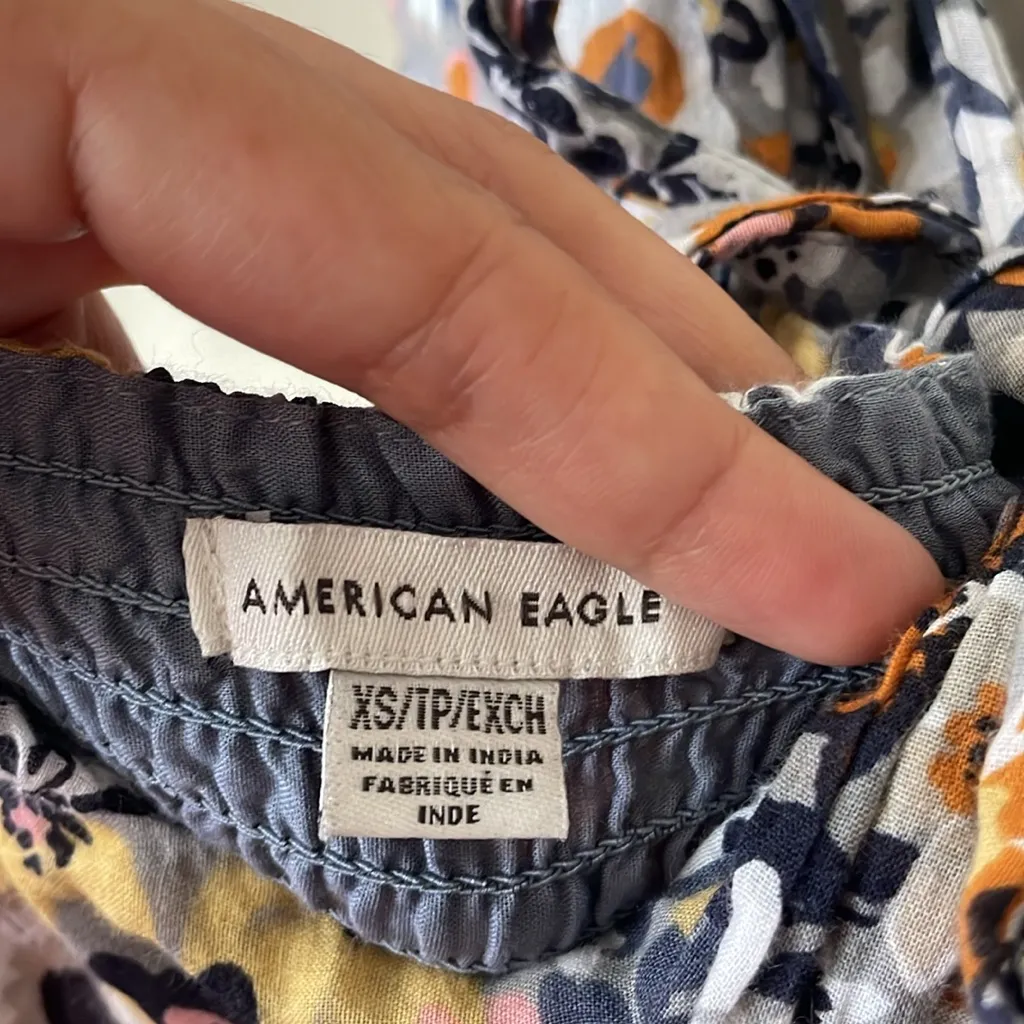 AMERICAN EAGLE
XS/TP/EXCH
MADE IN INDIA
FABRIQUÉ EN
INDE